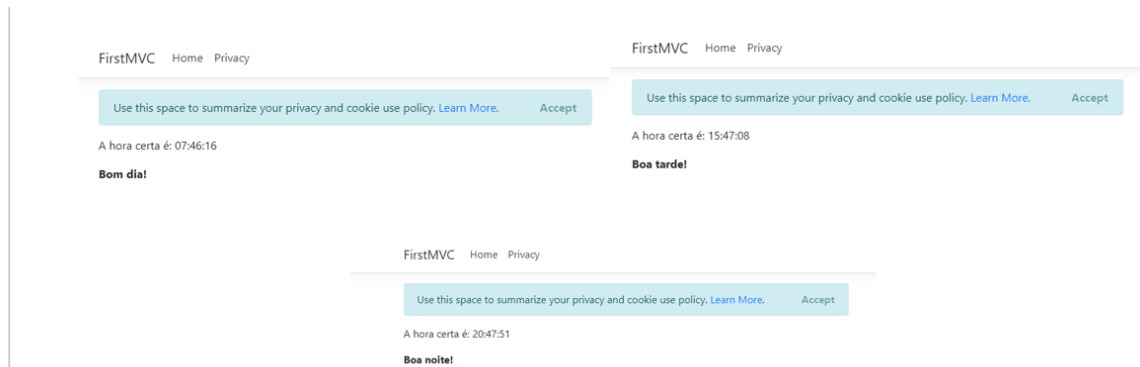 FirstMVC Home Privacy
Use this space to summarize your privacy and cookie use policy. Learn More. Accept
A hora certa é: 07:46:16
Bom dia!
FirstMVC Home Privacy
Use this space to summarize your privacy and cookie use policy. Learn More. Accept
A hora certa é: 15:47:08
Boa tarde!
FirstMVC Home Privacy
Use this space to summarize your privacy and cookie use policy. Learn More. Accept
A hora certa é: 20:47:51
Boa noite!